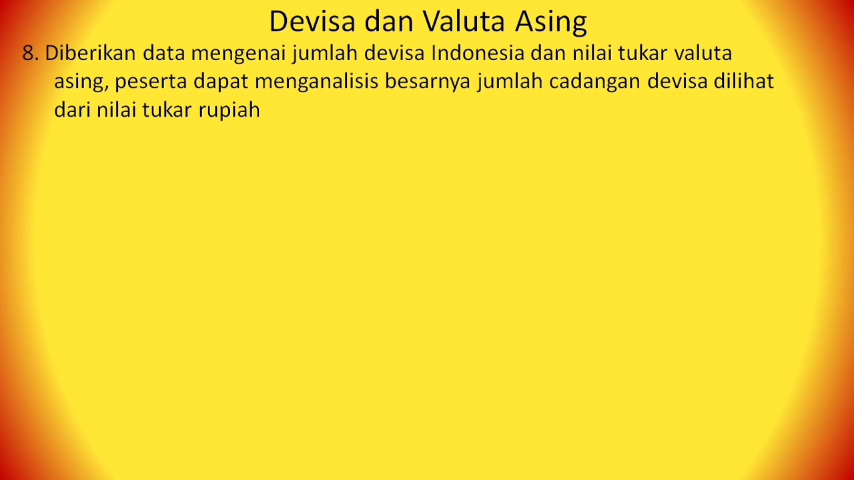 Devisa dan Valuta Asing
8. Diberikan data mengenai jumlah devisa Indonesia dan nilai tukar valuta
asing, peserta dapat menganalisis besarnya jumlah cadangan devisa dilihat
dari nilai tukar rupiah